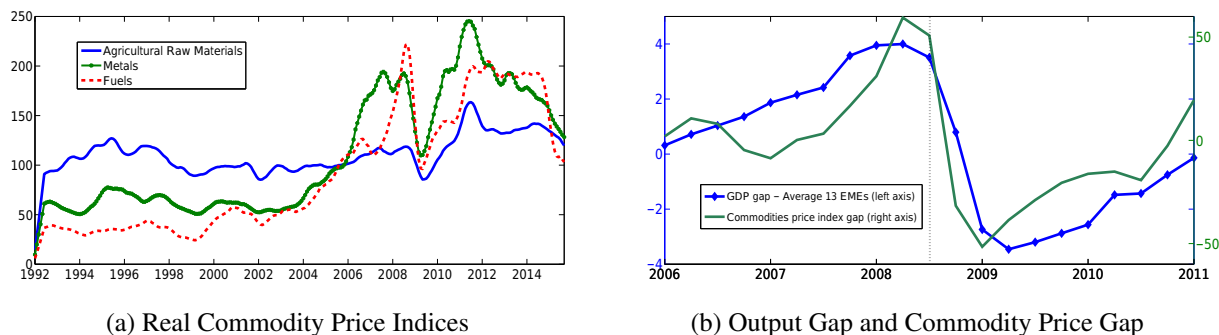 250
200
150
100
50
0
Agricultural Raw Materials
Metals
Fuels
1992 1994 1996 1998 2000 2002 2004 2006 2008 2010 2012 2014
(a) Real Commodity Price Indices
4
2
0
−2
−4
50
0
−50
GDP gap − Average 13 EMEs (left axis)
Commodities price index gap (right axis)
2006 2007 2008 2009 2010 2011
(b) Output Gap and Commodity Price Gap